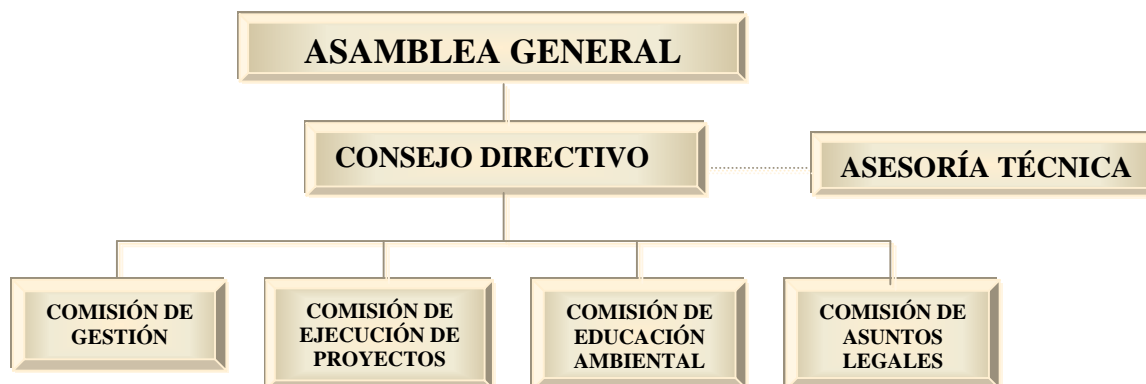 ASAMBLEA GENERAL
CONSEJO DIRECTIVO
ASESORÍA TÉCNICA
COMISIÓN DE
GESTIÓN
COMISIÓN DE
EJECUCIÓN DE
PROYECTOS
COMISIÓN DE
EDUCACIÓN
AMBIENTAL
COMISIÓN DE
ASUNTOS
LEGALES